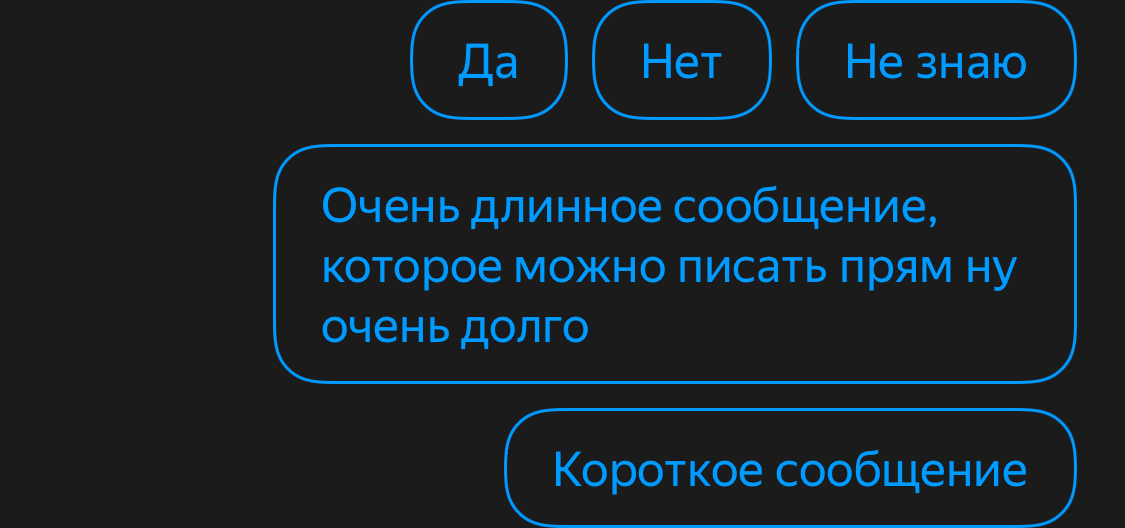 Да Нет Не знаю
Очень длинное сообщение,
которое можно писать прям ну
очень долго
Короткое сообщение